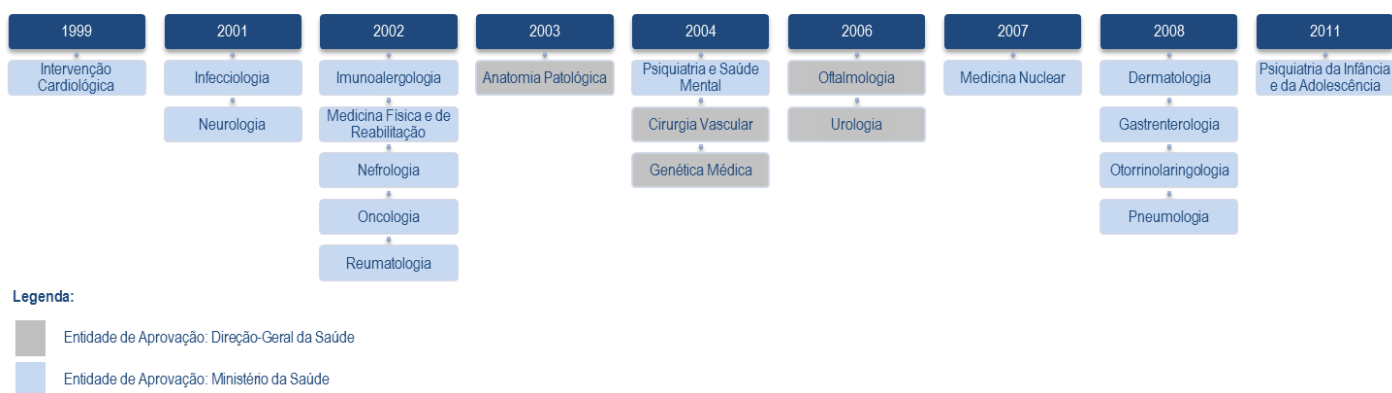 1999
Intervenção
Cardiológica
2001
Infecciologia
Neurologia
2002
Imunoalergologia
Medicina Física e de
Reabilitação
Nefrologia
Oncologia
Reumatologia
2003
Anatomia Patológica
2004
Psiquiatria e Saúde
Mental
Cirurgia Vascular
Genética Médica
2006
Oftalmologia
Urologia
2007
Medicina Nuclear
2008
Dermatologia
Gastrenterologia
Otorrinolaringologia
Pneumologia
2011
Psiquiatria da Infância
e da Adolescência
Legenda:
Entidade de Aprovação: Direção-Geral da Saúde
Entidade de Aprovação: Ministério da Saúde